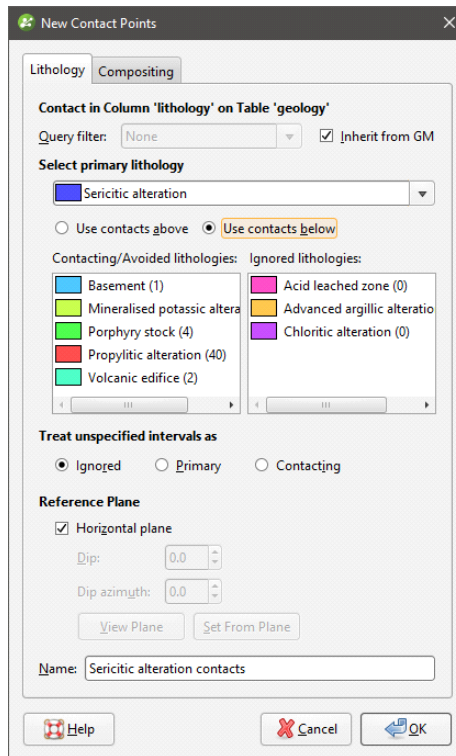 New Contact Points
Lithology Compositing
Contact in Column 'lithology' on Table 'geology'
Query filter: None Inherit from GM
Select primary lithology
Sericitic alteration
Use contacts above Use contacts below
Contacting/Avoided lithologies: Ignored lithologies:
Basement (1) Acid leached zone (0)
Mineralised potassic altera Advanced argillic alteratio
Porphyry stock (4) Chloritic alteration (0)
Propylitic alteration (40)
Volcanic edifice (2)
Treat unspecified intervals as
Ignored Primary Contacting
Reference Plane
Horizontal plane
Dip: 0.0
Dip azimuth: 0.0
View Plane Set From Plane
Name: Sericitic alteration contacts
Help Cancel OK